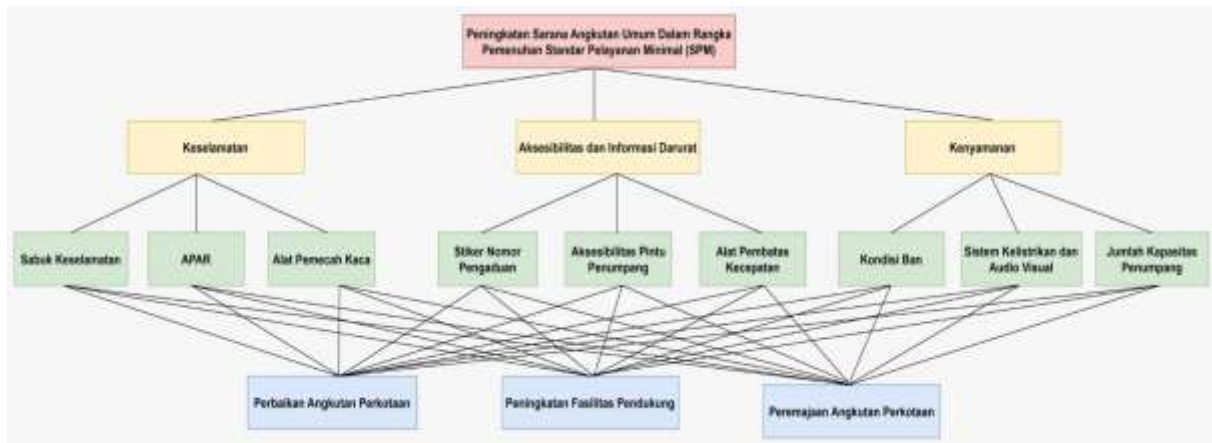 Peningkatan Sarana Angkutan Umum Dalam Rangka
Pemenuhan Standar Pelayanan Minimal (SPM)
Keselamatan
Aksesibilitas dan Informasi Darurat
Kenyamanan
Sabuk Keselamatan
APAR
Alat Pemecah Kaca
Stiker Nomor
Pengaduan
Aksesibilitas Pintu
Penumpang
Alat Pembatas
Kecepatan
Kondisi Ban
Sistem Kelistrikan dan
Audio Visual
Jumlah Kapasitas
Penumpang
Perbaikan Angkutan Perkotaan
Peningkatan Fasilitas Pendukung
Peremajaan Angkutan Perkotaan